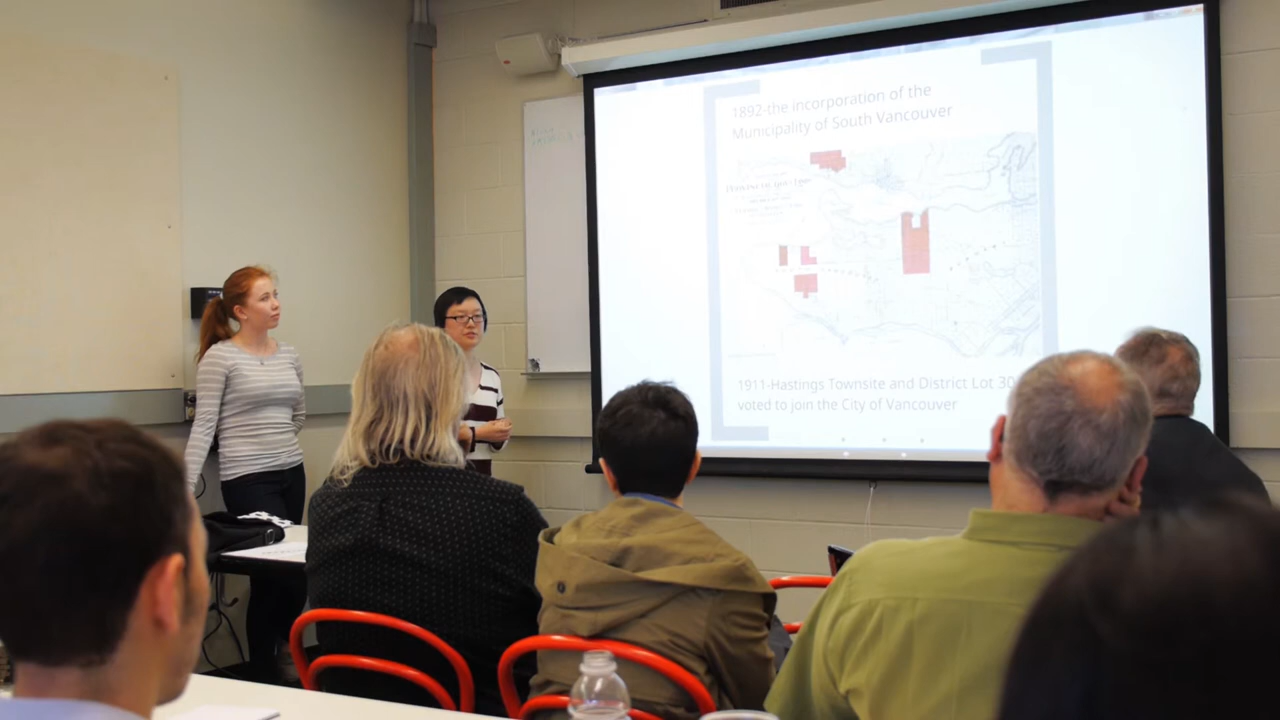 1892-the incorporation of the
Municipality of South Vancouver
1911-Hastings Townsite and District Lot 30
voted to join the City of Vancouver